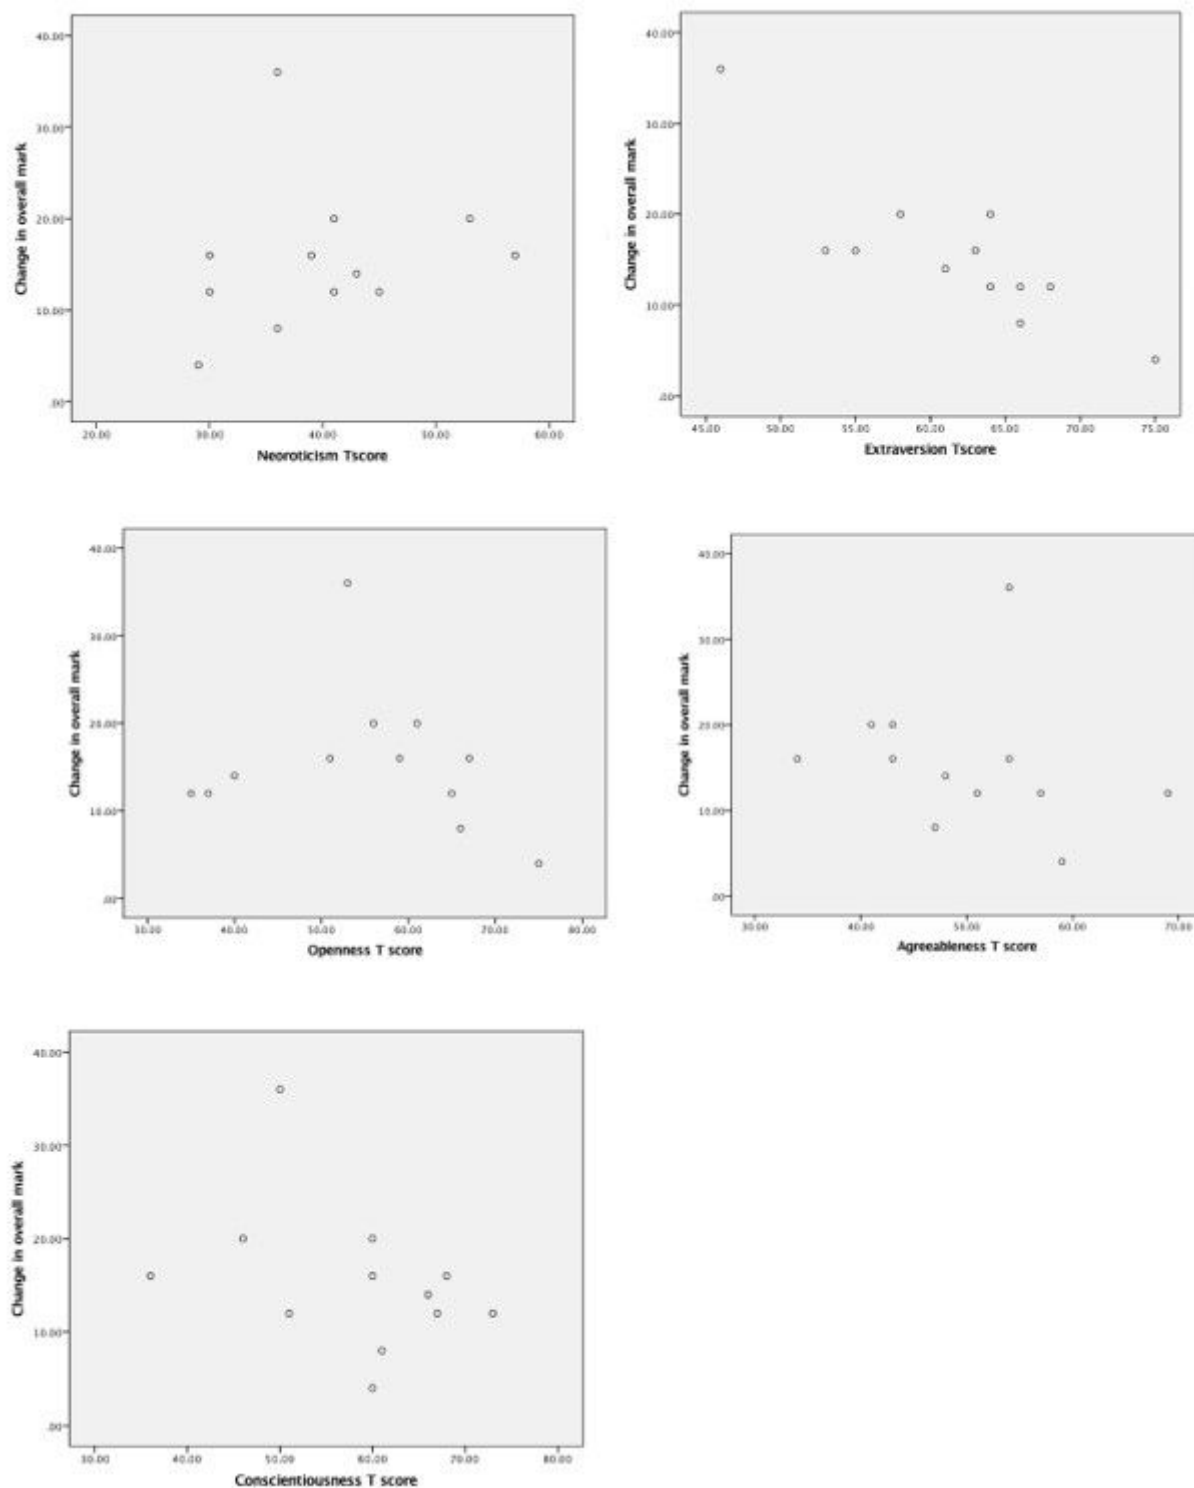 40.00
30.00
20.00
10.00
.00
20.00 30.00 40.00 50.00 60.00
Change in overall mark
Neoroticism Tscore
40.00
30.00
20.00
10.00
.00
45.00 50.00 55.00 60.00 65.00 70.00 75.00
Change in overall mark
Extraversion Tscore
40.00
30.00
20.00
10.00
.00
30.00 40.00 50.00 60.00 70.00 80.00
Change in overall mark
Openness T score
40.00
30.00
20.00
10.00
.00
30.00 40.00 50.00 60.00 70.00
Change in overall mark
Agreeableness T score
40.00
30.00
20.00
10.00
.00
30.00 40.00 50.00 60.00 70.00 80.00
Change in overall mark
Conscientiousness T score